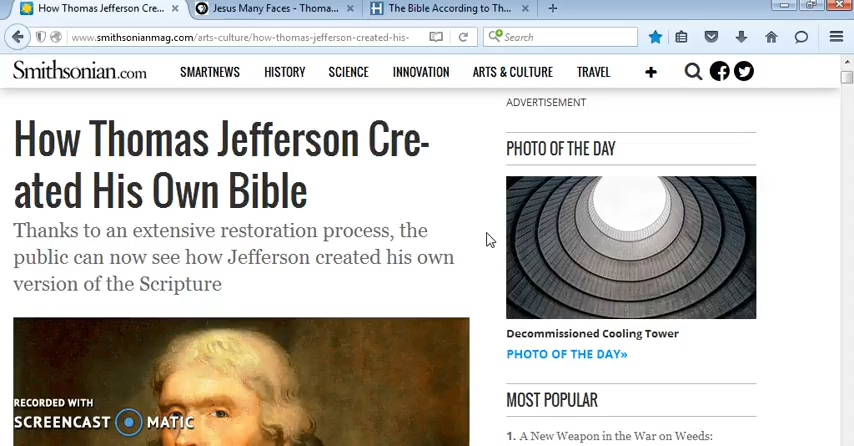 How Thomas Jefferson Cre...
Jesus Many Faces - Thoma...
The Bible According to Th...
www.smithsonianmag.com/arts-culture/how-thomas-jefferson-created-his-
Search
Smithsonian.com
SMARTNEWS
HISTORY
SCIENCE
INNOVATION
ARTS & CULTURE
TRAVEL
ADVERTISEMENT
How Thomas Jefferson Cre-
ated His Own Bible
Thanks to an extensive restoration process, the
public can now see how Jefferson created his own
version of the Scripture
PHOTO OF THE DAY
Decommissioned Cooling Tower
PHOTO OF THE DAY»
MOST POPULAR
1. A New Weapon in the War on Weeds:
RECORDED WITH
SCREENCAST MATIC